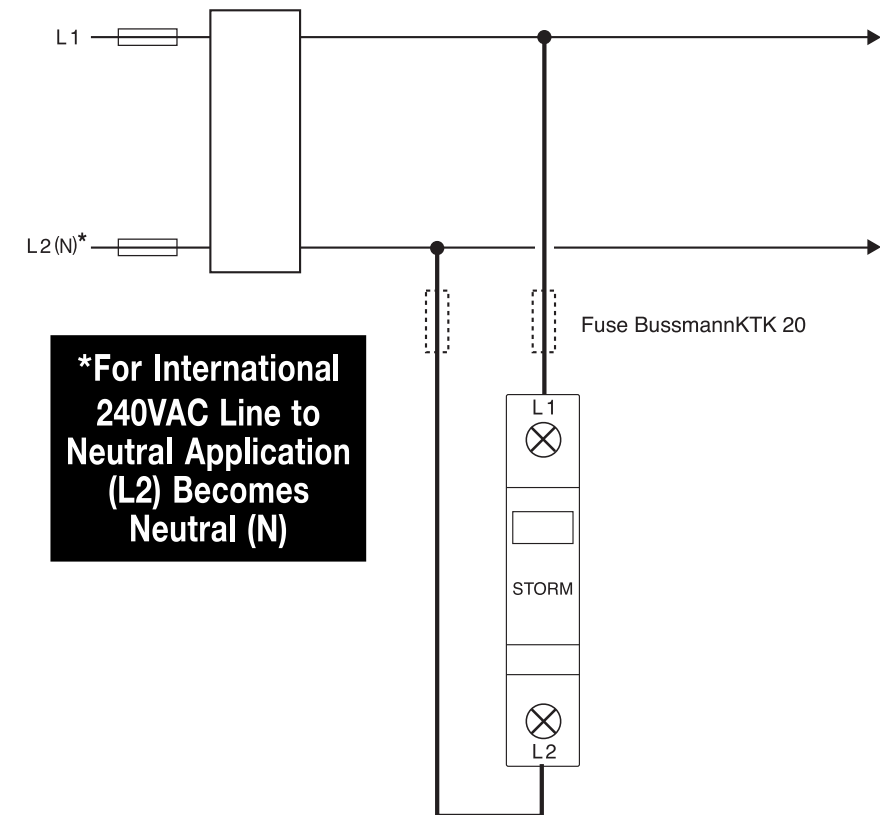 L1
L2(N)*
Fuse BussmannKTK 20
*For International
240VAC Line to
Neutral Application
(L2) Becomes
Neutral (N)
L1
STORM
L2